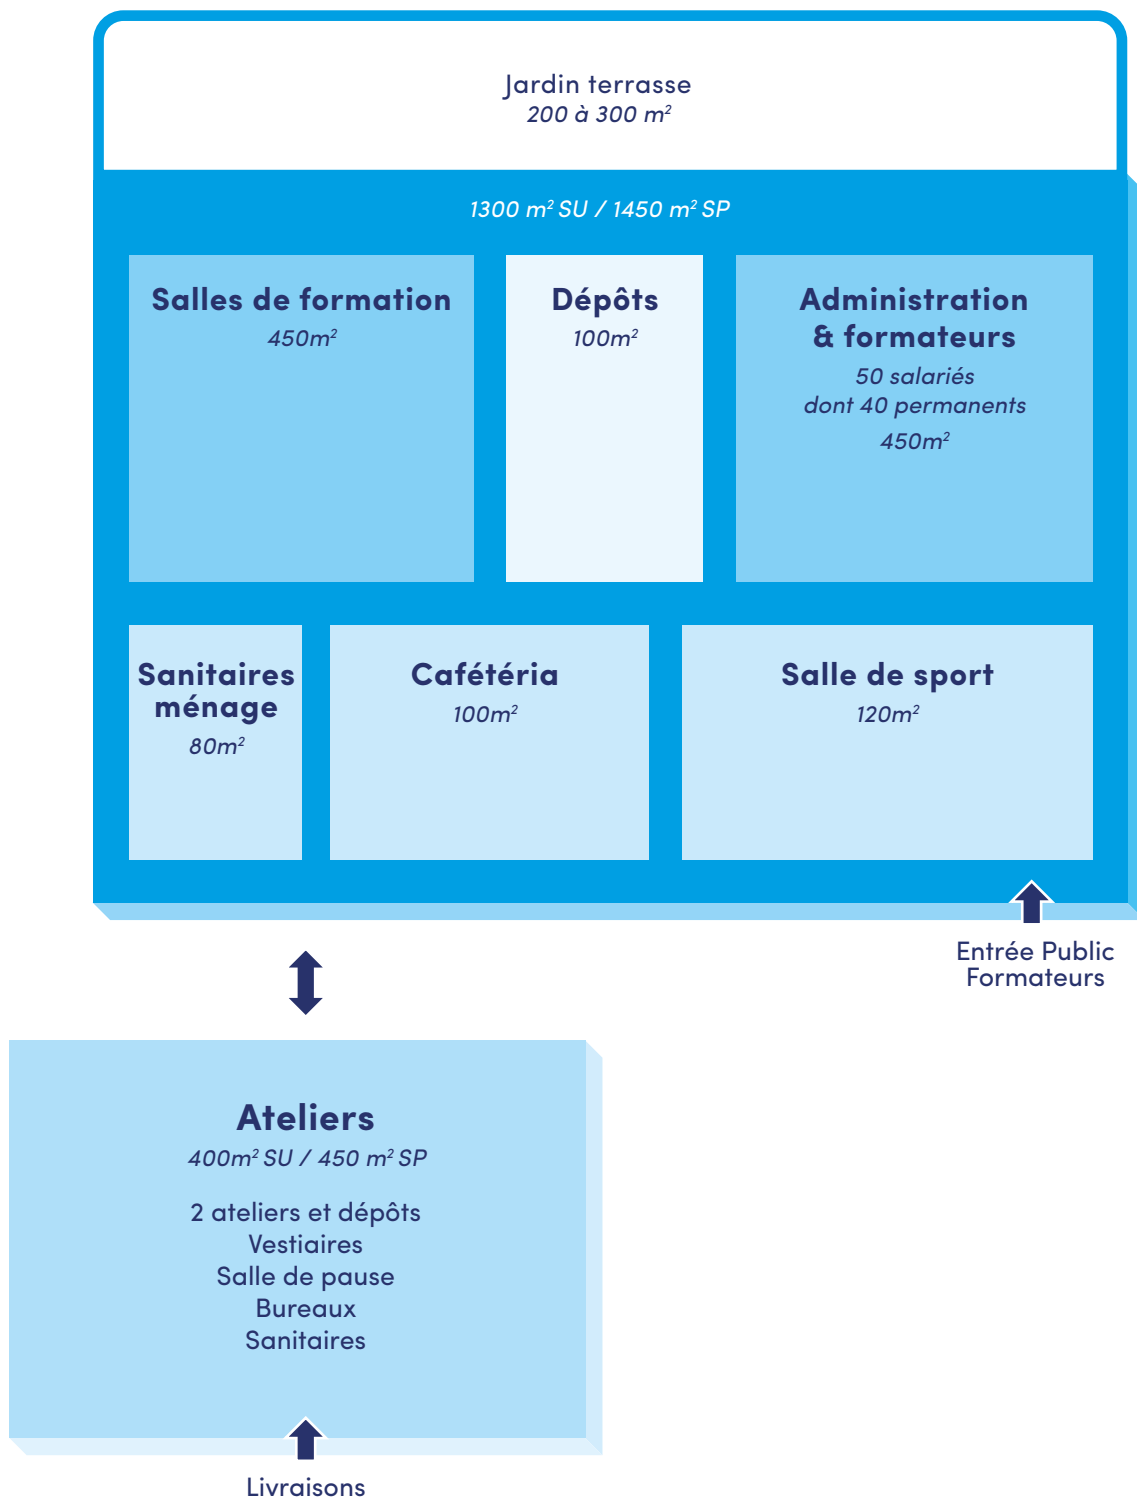 Jardin terrasse
200 à 300 m²
1300 m² SU / 1450 m² SP
Salles de formation
450m²
Dépôts
100m²
Administration
& formateurs
50 salariés
dont 40 permanents
450m²
Sanitaires
ménage
80m²
Cafétéria
100m²
Salle de sport
120m²
Entrée Public
Formateurs
Ateliers
400m² SU / 450 m² SP
2 ateliers et dépôts
Vestiaires
Salle de pause
Bureaux
Sanitaires
Livraisons